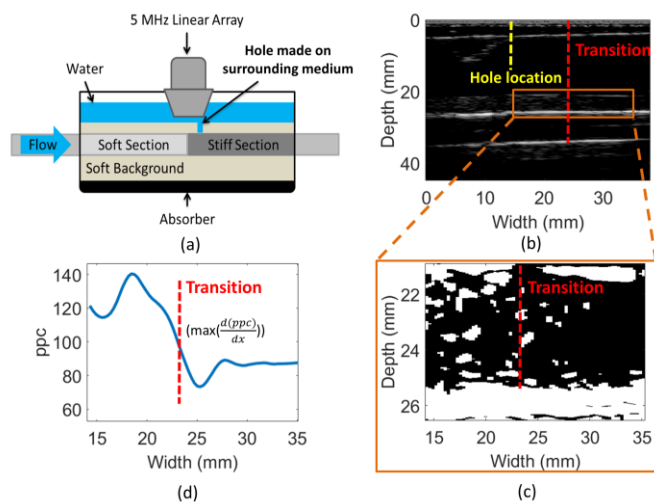 5 MHz Linear Array
Hole made on
surrounding medium
Water
Flow
Soft Section
Stiff Section
Soft Background
Absorber
(a)
0
20
40
Depth (mm)
Hole location
Transition
0 10 20 30
Width (mm)
(b)
140
120
100
80
60
ppc
Transition
(max(d(ppc)/dx))
15 20 25 30 35
Width (mm)
(d)
22
24
26
Depth (mm)
Transition
15 20 25 30 35
Width (mm)
(c)